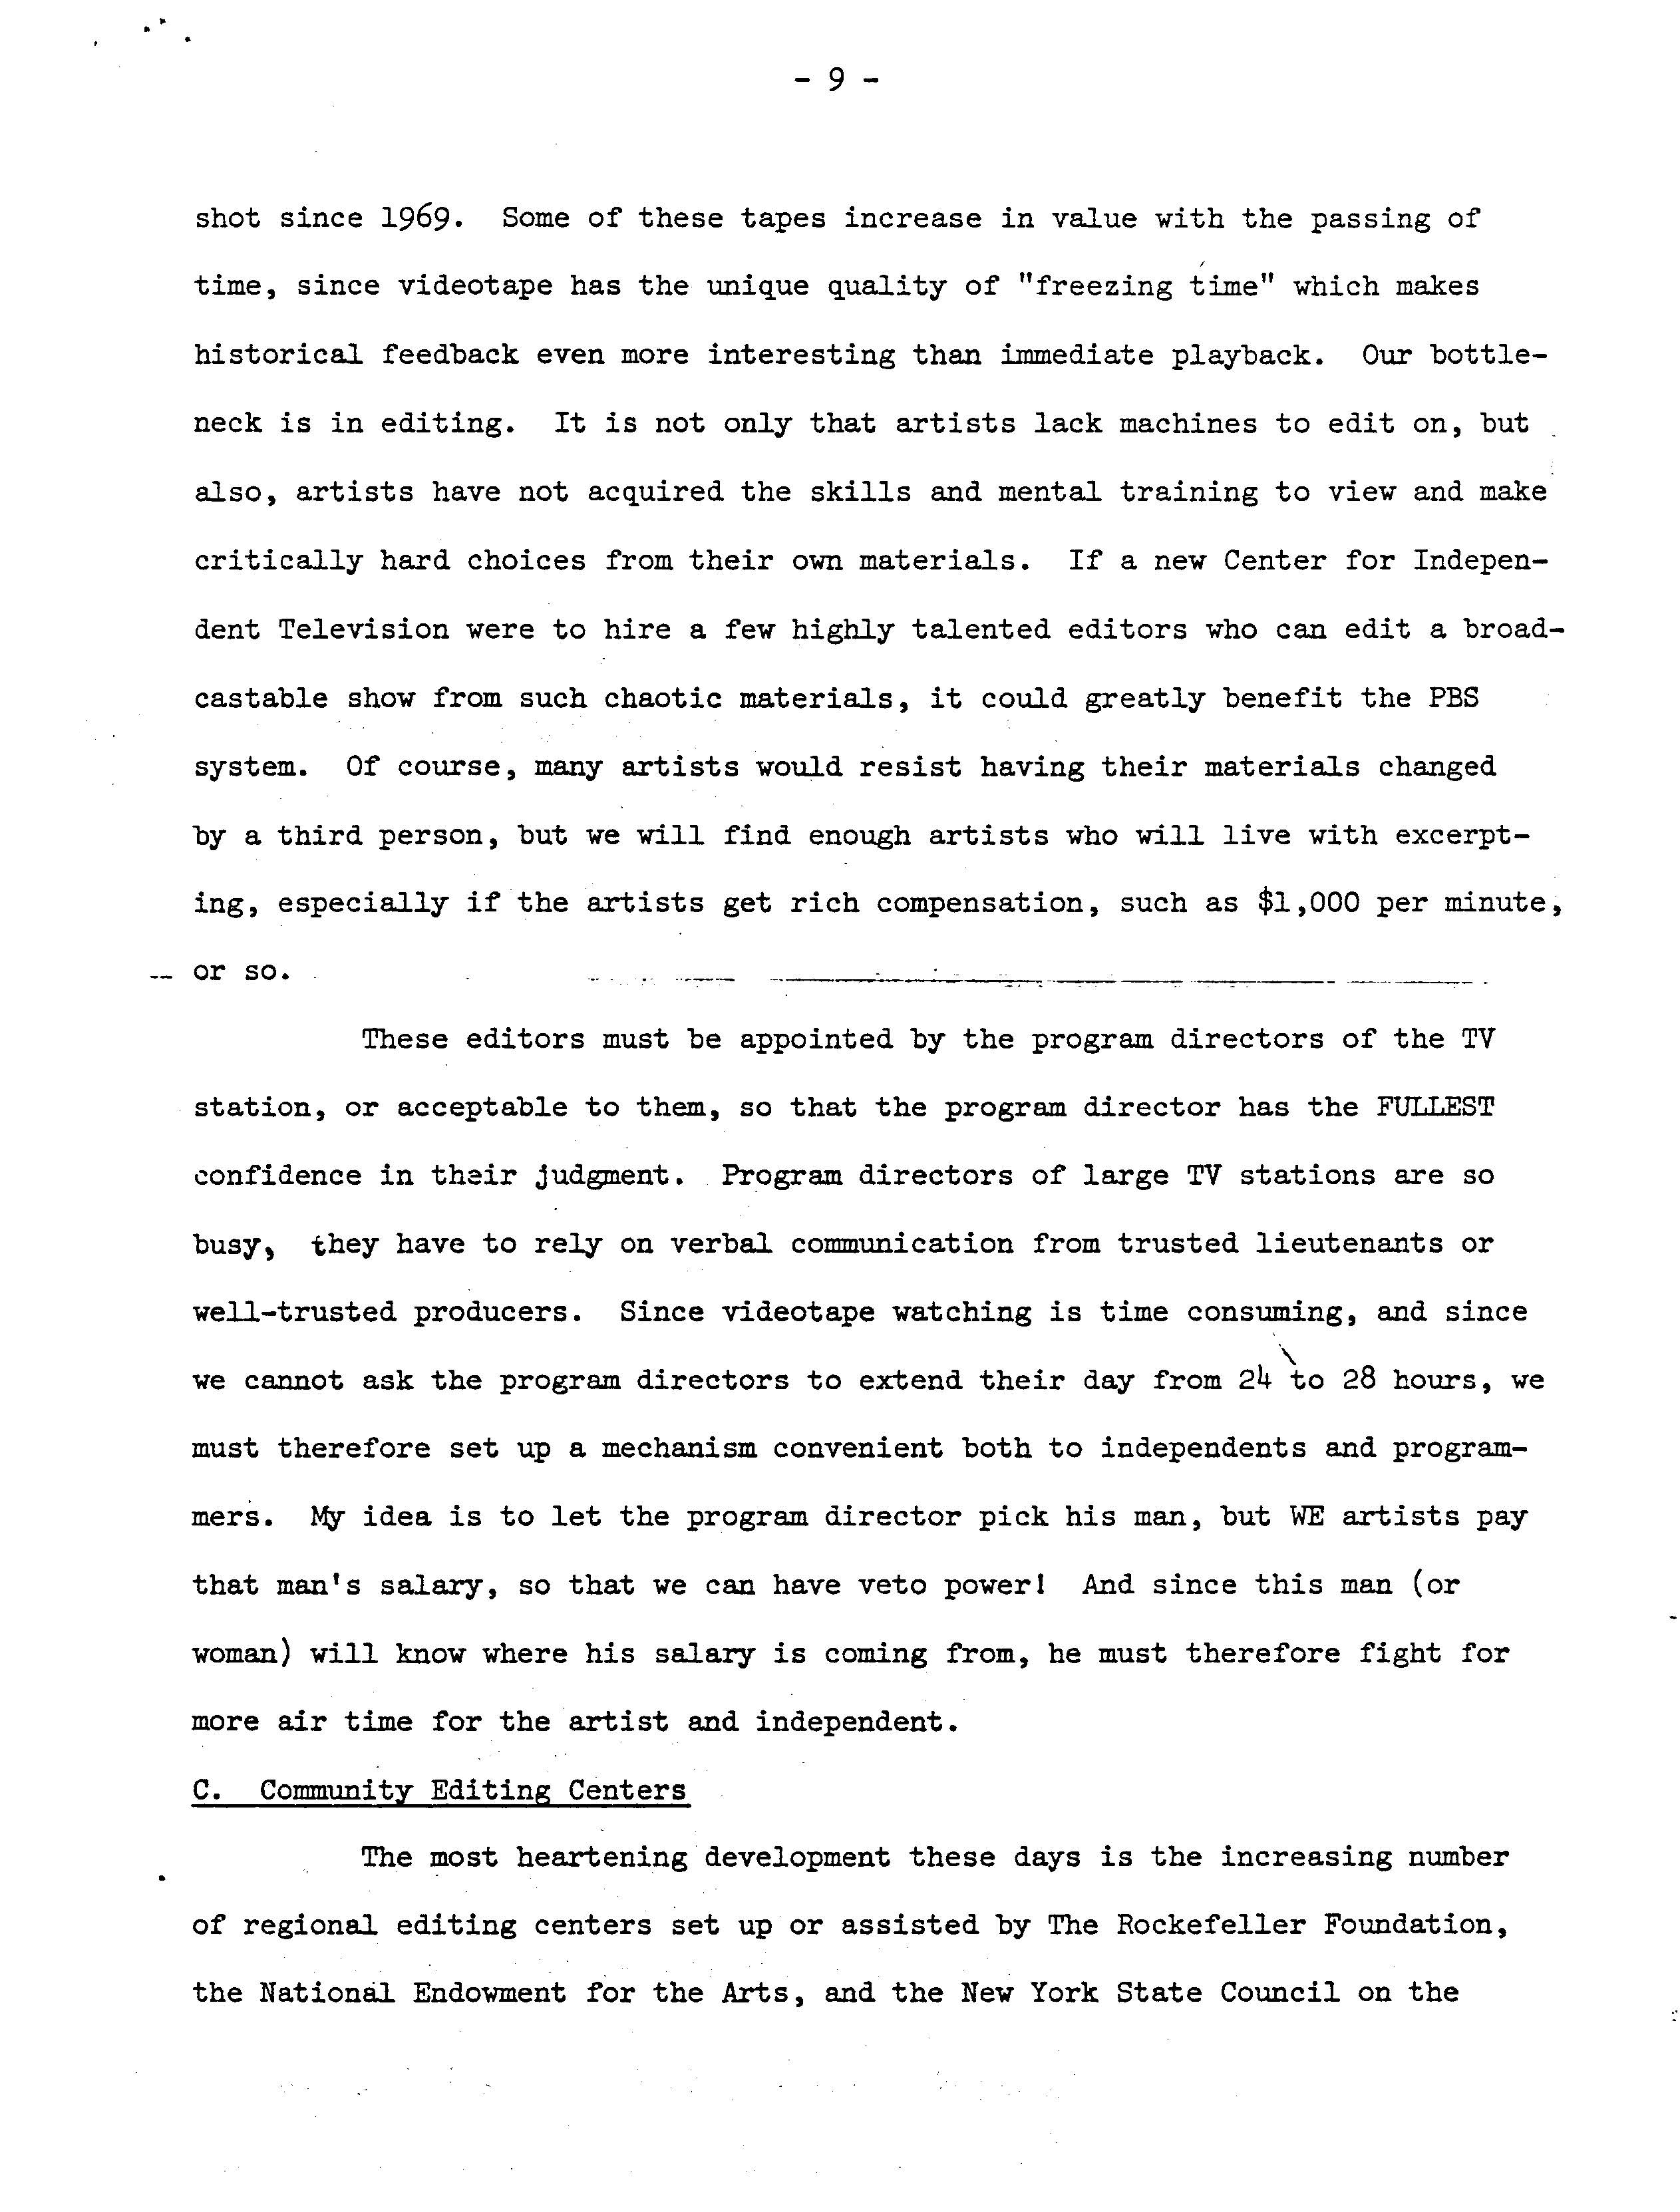 - 9 -
shot since 1969. Some of these tapes increase in value with the passing of
time, since videotape has the unique quality of "freezing time" which makes
historical feedback even more interesting than immediate playback. Our bottle-
neck is in editing. It is not only that artists lack machines to edit on, but
also, artists have not acquired the skills and mental training to view and make
critically hard choices from their own materials. If a new Center for Indepen-
dent Television were to hire a few highly talented editors who can edit a broad-
castable show from such chaotic materials, it could greatly benefit the PBS
system. Of course, many artists would resist having their materials changed
by a third person, but we will find enough artists who will live with excerpt-
ing, especially if the artists get rich compensation, such as $1,000 per minute,
or so.
These editors must be appointed by the program directors of the TV
station, or acceptable to them, so that the program director has the FULLEST
confidence in their judgment. Program directors of large TV stations are so
busy, they have to rely on verbal communication from trusted lieutenants or
well-trusted producers. Since videotape watching is time consuming, and since
we cannot ask the program directors to extend their day from 24 to 28 hours, we
must therefore set up a mechanism convenient both to independents and program-
mers. My idea is to let the program director pick his man, but WE artists pay
that man's salary, so that we can have veto power! And since this man (or
woman) will know where his salary is coming from, he must therefore fight for
more air time for the artist and independent.
C. Community Editing Centers
The most heartening development these days is the increasing number
of regional editing centers set up or assisted by The Rockefeller Foundation,
the National Endowment for the Arts, and the New York State Council on the